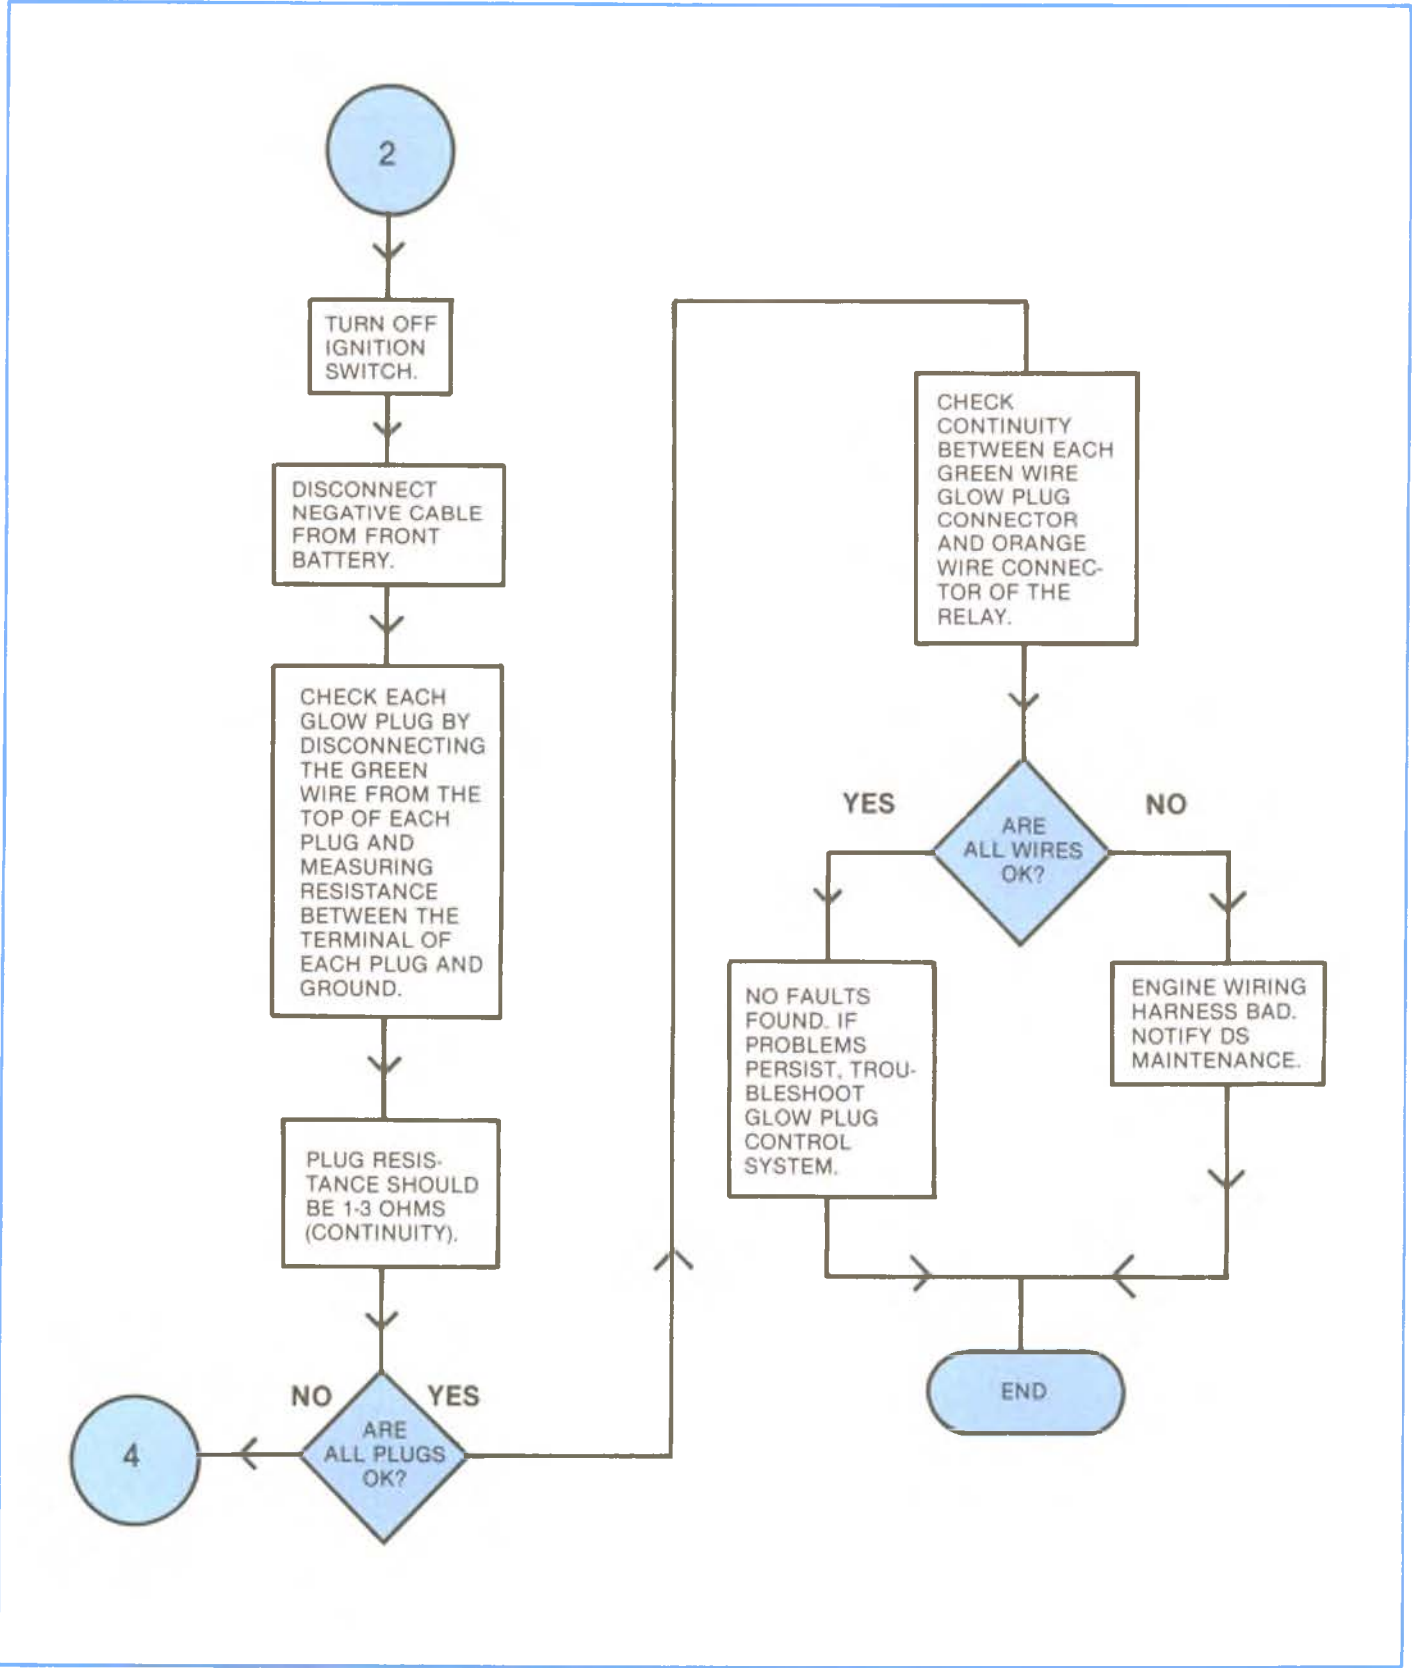 2
TURN OFF
IGNITION
SWITCH.
DISCONNECT
NEGATIVE CABLE
FROM FRONT
BATTERY.
CHECK EACH
GLOW PLUG BY
DISCONNECTING
THE GREEN
WIRE FROM THE
TOP OF EACH
PLUG AND
MEASURING
RESISTANCE
BETWEEN THE
TERMINAL OF
EACH PLUG AND
GROUND.
PLUG RESIS-
TANCE SHOULD
BE 1-3 OHMS
(CONTINUITY).
NO
YES
ARE
ALL PLUGS
OK?
4
CHECK
CONTINUITY
BETWEEN EACH
GREEN WIRE
GLOW PLUG
CONNECTOR
AND ORANGE
WIRE CONNEC-
TOR OF THE
RELAY.
YES
NO
ARE
ALL WIRES
OK?
NO FAULTS
FOUND. IF
PROBLEMS
PERSIST, TROU-
BLESHOOT
GLOW PLUG
CONTROL
SYSTEM.
ENGINE WIRING
HARNESS BAD.
NOTIFY DS
MAINTENANCE.
END